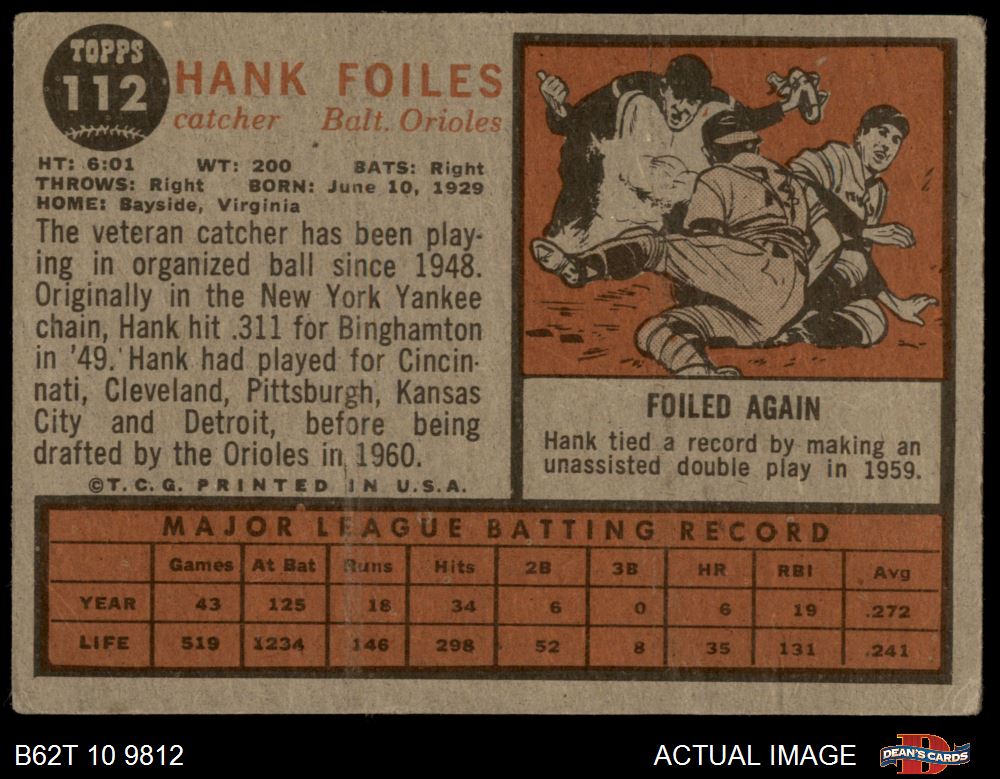 TOPPS
112
HANK FOILES
catcher Balt. Orioles
HT: 6:01 WT: 200 BATS: Right
THROWS: Right BORN: June 10, 1929
HOME: Bayside, Virginia
The veteran catcher has been play-
ing in organized ball since 1948.
Originally in the New York Yankee
chain, Hank hit .311 for Binghamton
in '49. Hank had played for Cincin-
nati, Cleveland, Pittsburgh, Kansas
City and Detroit, before being
drafted by the Orioles in 1960.
©T.C.G. PRINTED IN U.S.A.
FOILED AGAIN
Hank tied a record by making an
unassisted double play in 1959.
MAJOR LEAGUE BATTING RECORD
Games At Bat Runs Hits 2B 3B HR RBI Avg
YEAR 43 125 18 34 6 0 6 19 .272
LIFE 519 1234 146 298 52 8 35 131 .241
B62T 10 9812 ACTUAL IMAGE DEAN'S CARDS